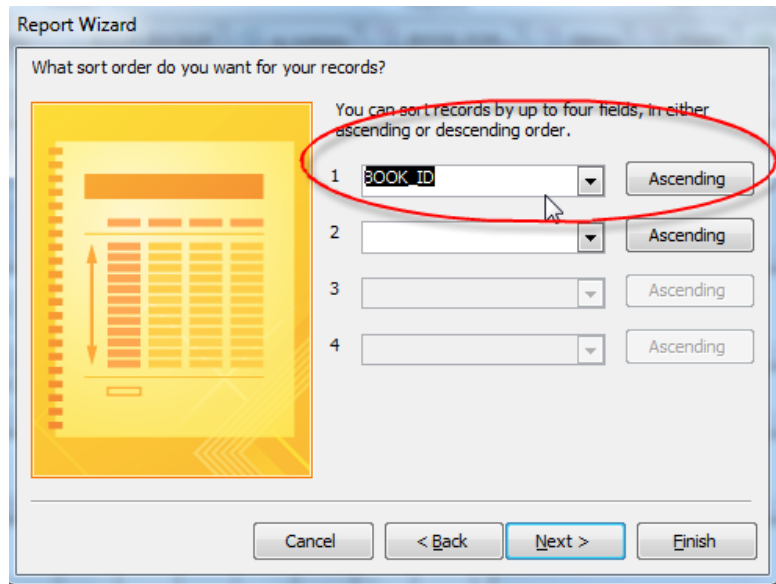 Report Wizard
What sort order do you want for your records?
You can sort records by up to four fields, in either
ascending or descending order.
1 BOOK_ID Ascending
2 Ascending
3 Ascending
4 Ascending
Cancel < Back Next > Finish